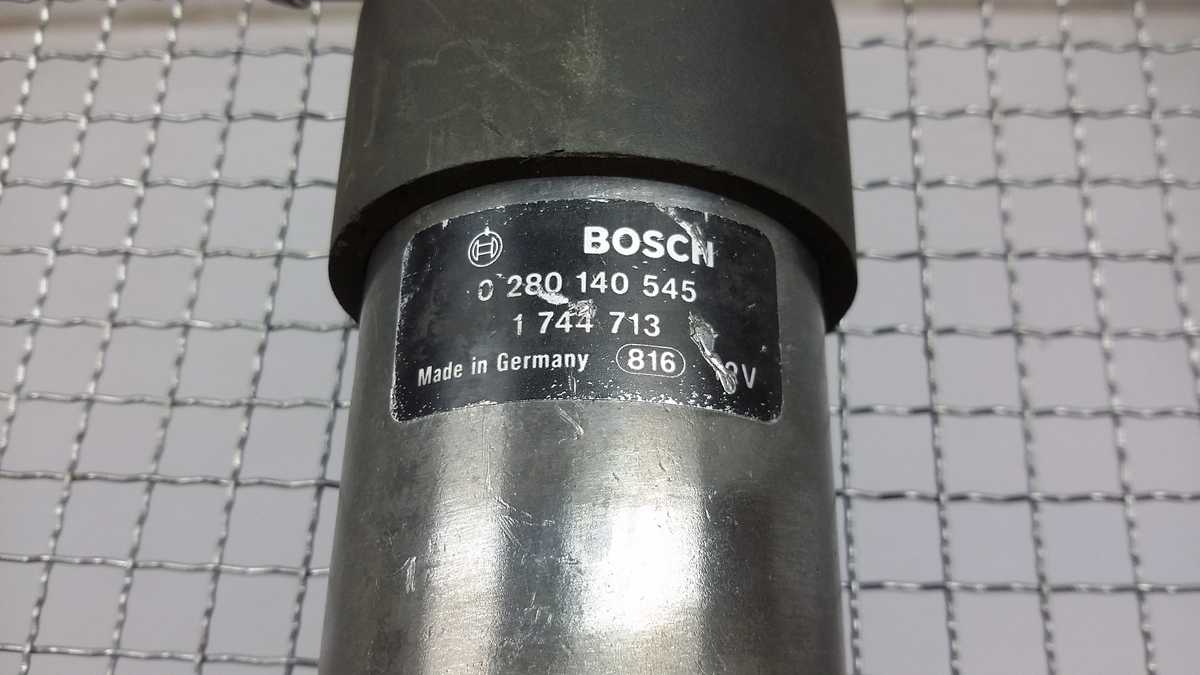 BOSCH
0 280 140 545
1 744 713
Made in Germany 816